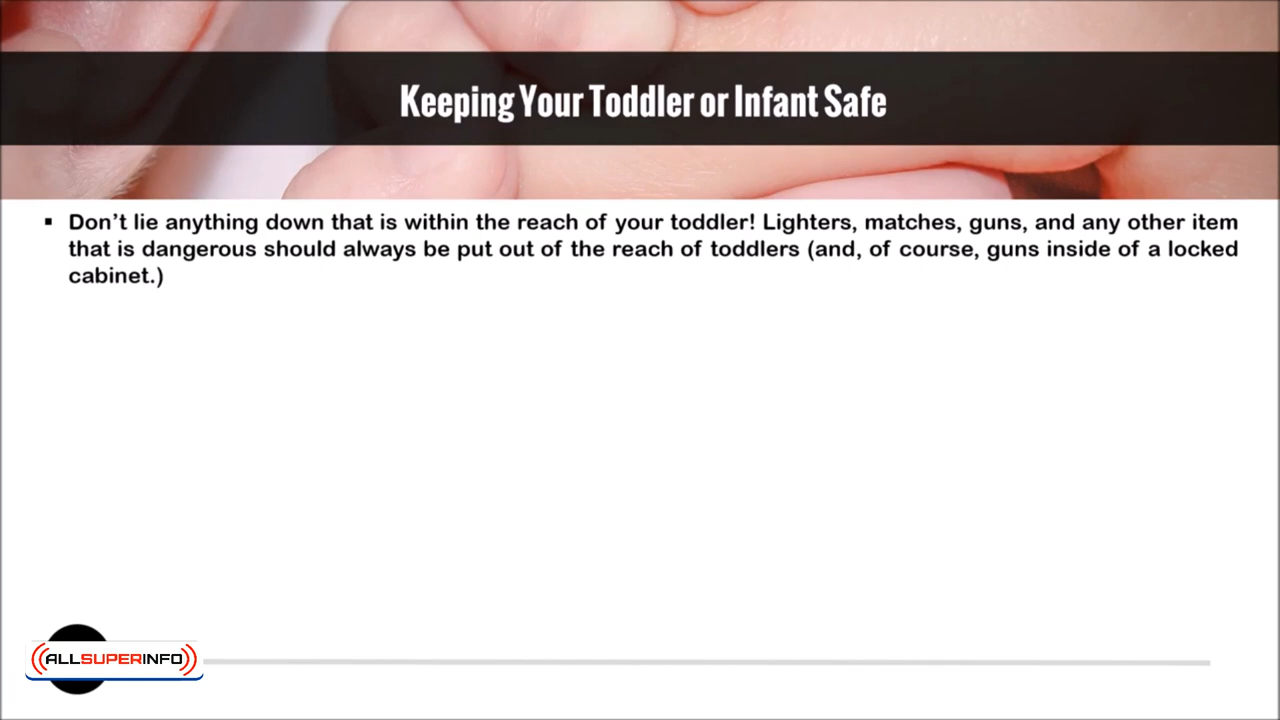 Keeping Your Toddler or Infant Safe
▪ Don’t lie anything down that is within the reach of your toddler! Lighters, matches, guns, and any other item
that is dangerous should always be put out of the reach of toddlers (and, of course, guns inside of a locked
cabinet.)
ALLSUPERINFO